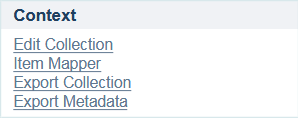 Context
Edit Collection
Item Mapper
Export Collection
Export Metadata